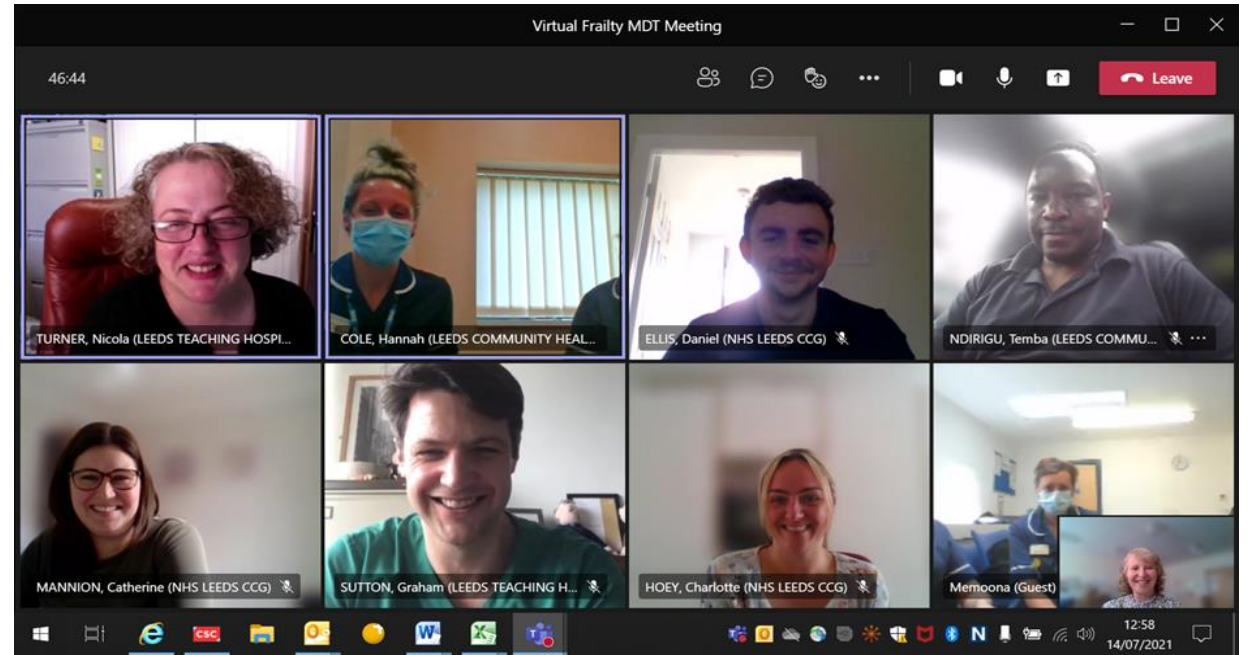 Virtual Frailty MDT Meeting
46:44
Leave
TURNER, Nicola (LEEDS TEACHING HOSPI...
COLE, Hannah (LEEDS COMMUNITY HEAL...
ELLIS, Daniel (NHS LEEDS CCG)
NDIRIGU, Temba (LEEDS COMMU...
MANNION, Catherine (NHS LEEDS CCG)
SUTTON, Graham (LEEDS TEACHING H...
HOEY, Charlotte (NHS LEEDS CCG)
Memoona (Guest)
CSC
12:58
14/07/2021